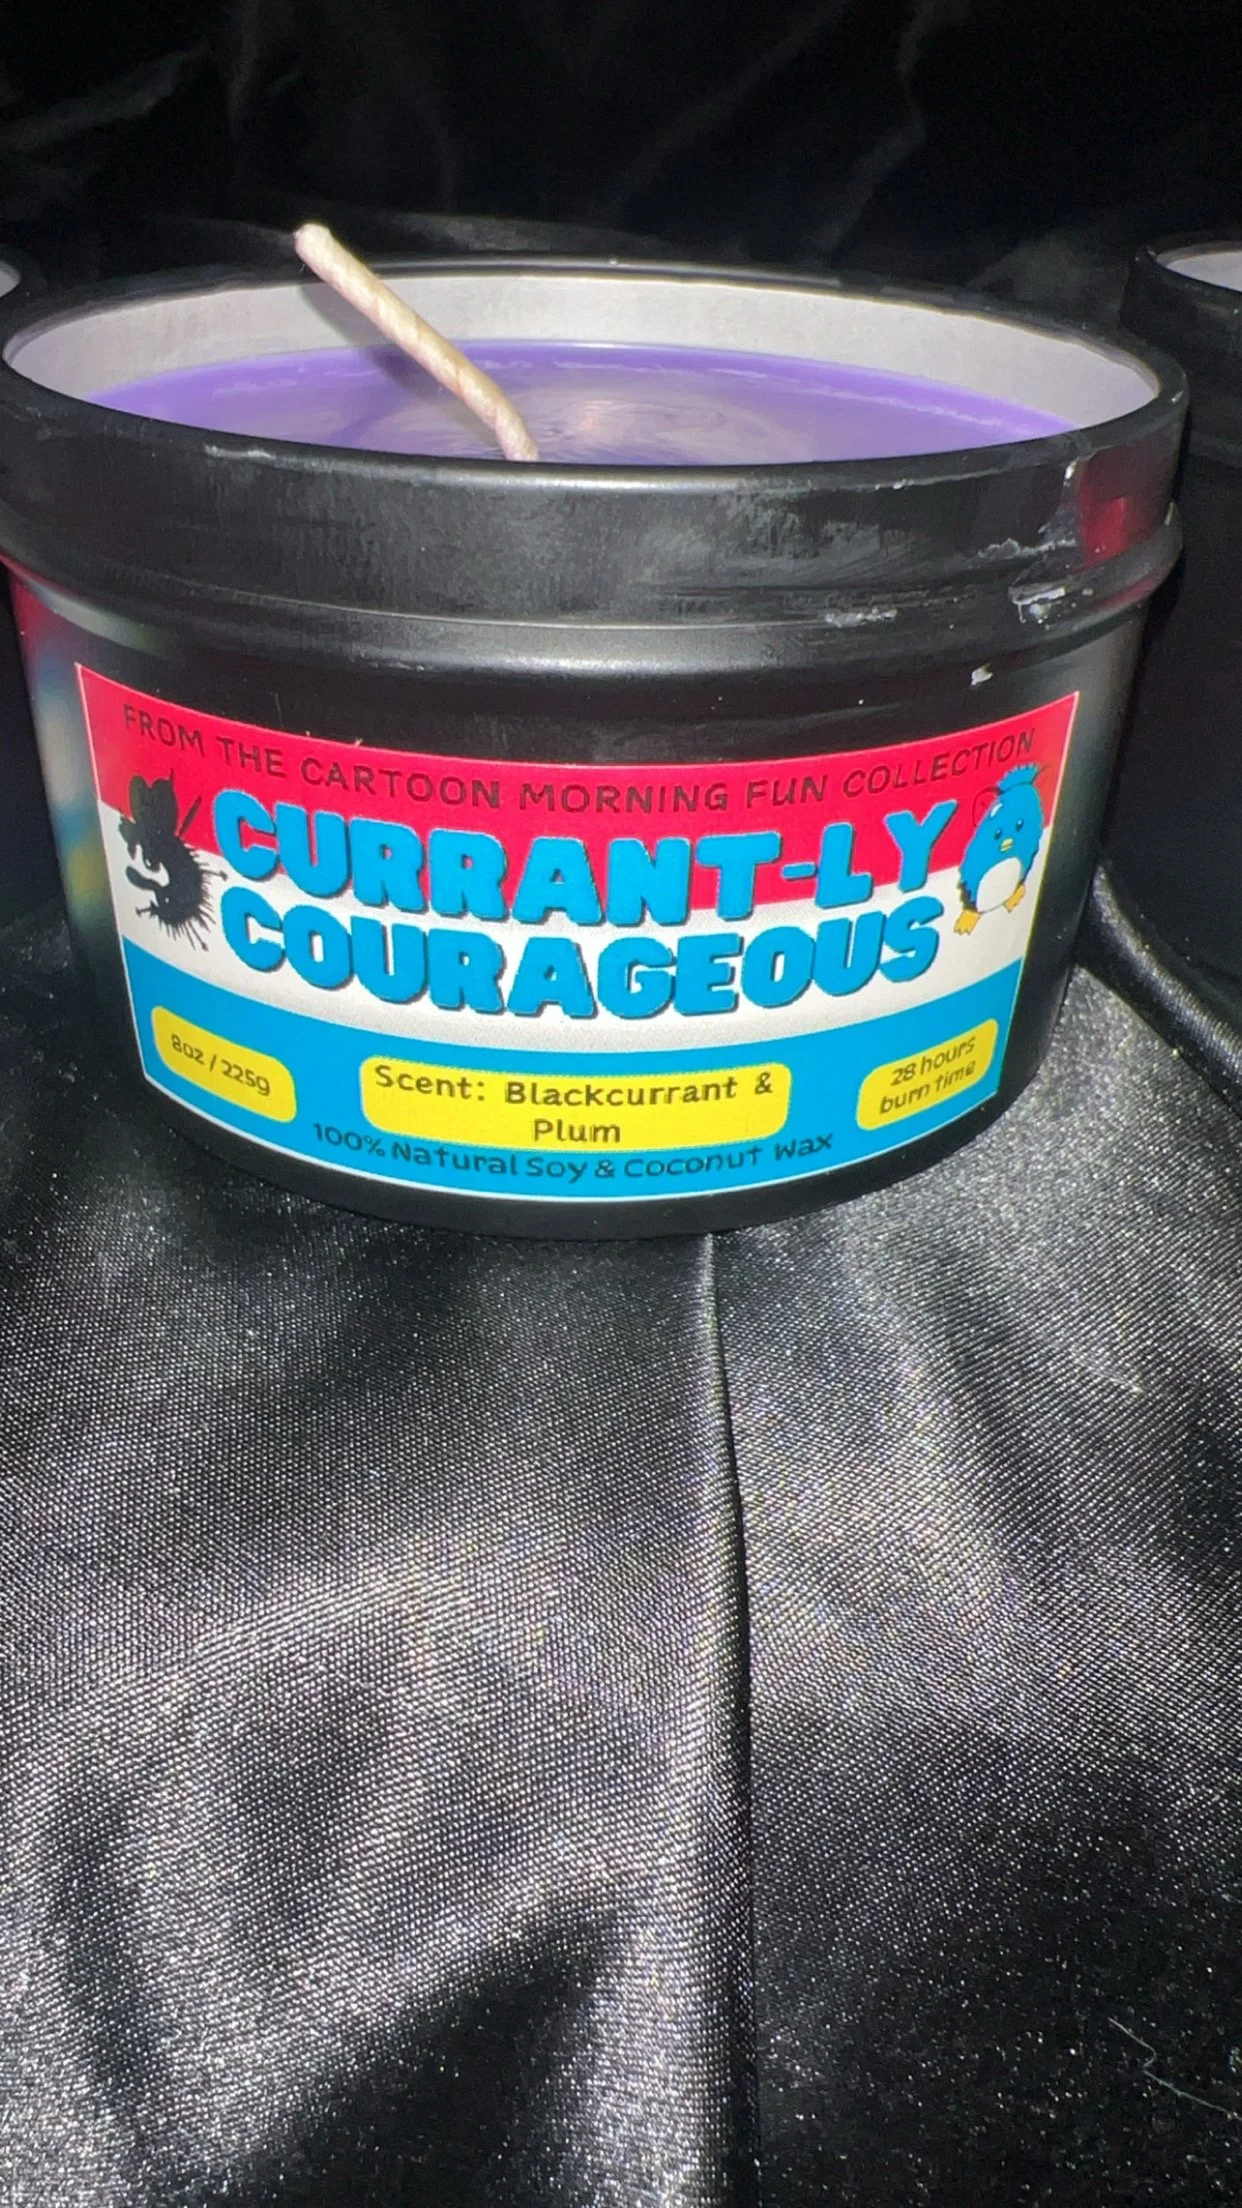 FROM THE CARTOON MORNING FUN COLLECTION
CURRANT-LY
COURAGEOUS
8oz / 225g
Scent: Blackcurrant &
Plum
28 hours
burn time
100% Natural Soy & Coconut Wax